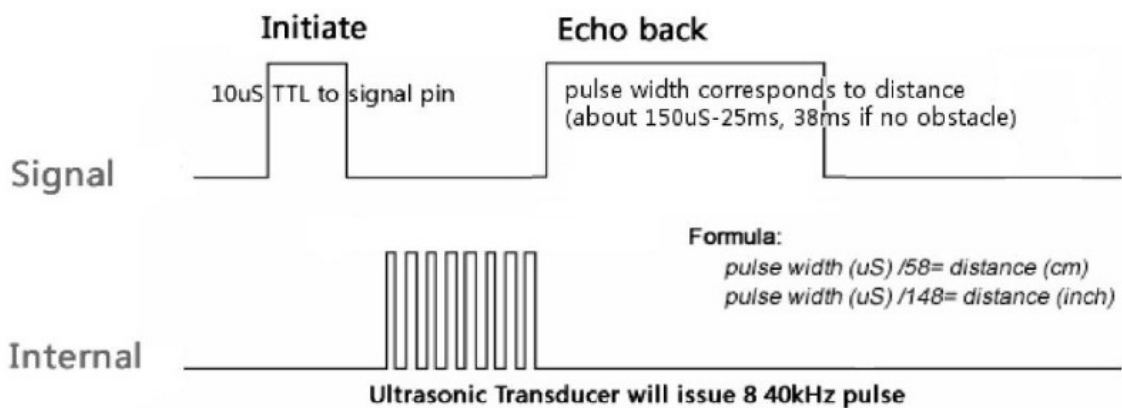 Initiate
Echo back
10uS TTL to signal pin
pulse width corresponds to distance
(about 150uS-25ms, 38ms if no obstacle)
Signal
Formula:
pulse width (uS) /58= distance (cm)
pulse width (uS) /148= distance (inch)
Internal
Ultrasonic Transducer will issue 8 40kHz pulse